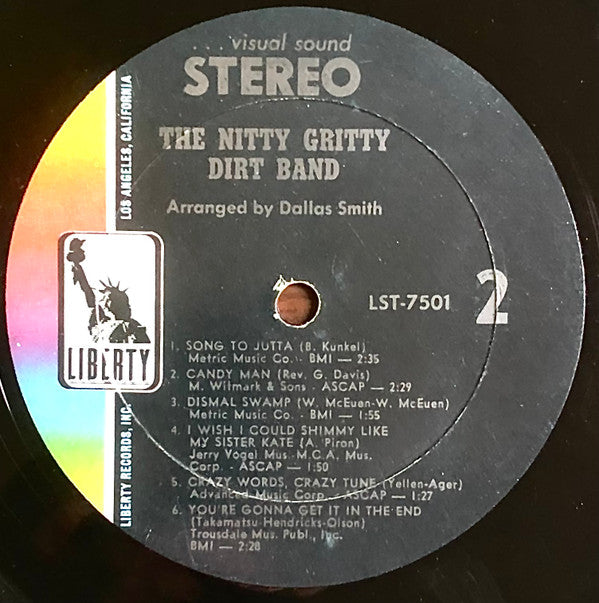 . . . visual sound
STEREO
THE NITTY GRITTY
DIRT BAND
Arranged by Dallas Smith
LST-7501
2
1. SONG TO JUTTA (B. Kunkel)
Metric Music Co. - BMI — 2:35
2. CANDY MAN (Rev. G. Davis)
M. Witmark & Sons - ASCAP — 2:29
3. DISMAL SWAMP (W. McEuen-W. McEuen)
Metric Music Co. - BMI — 1:55
4. I WISH I COULD SHIMMY LIKE
MY SISTER KATE (A. Piron)
Jerry Vogel Mus.-M.C.A. Mus.
Corp. - ASCAP — 1:50
5. CRAZY WORDS, CRAZY TUNE (Yellen-Ager)
Advanced Music Corp. - ASCAP — 1:27
6. YOU'RE GONNA GET IT IN THE END
(Takamatsu-Hendricks-Olson)
Trousdale Mus. Publ., Inc.
BMI — 2:28
LIBERTY
LIBERTY RECORDS, INC.
LOS ANGELES, CALIFORNIA